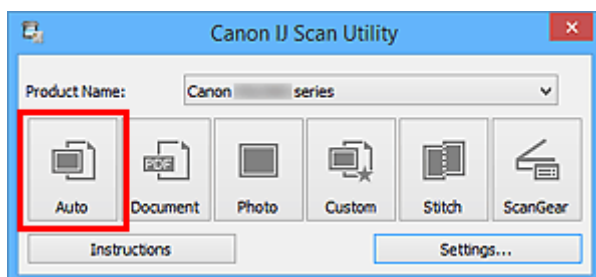 Canon IJ Scan Utility
Product Name: Canon series
Auto Document Photo Custom Stitch ScanGear
PDF
Instructions Settings...